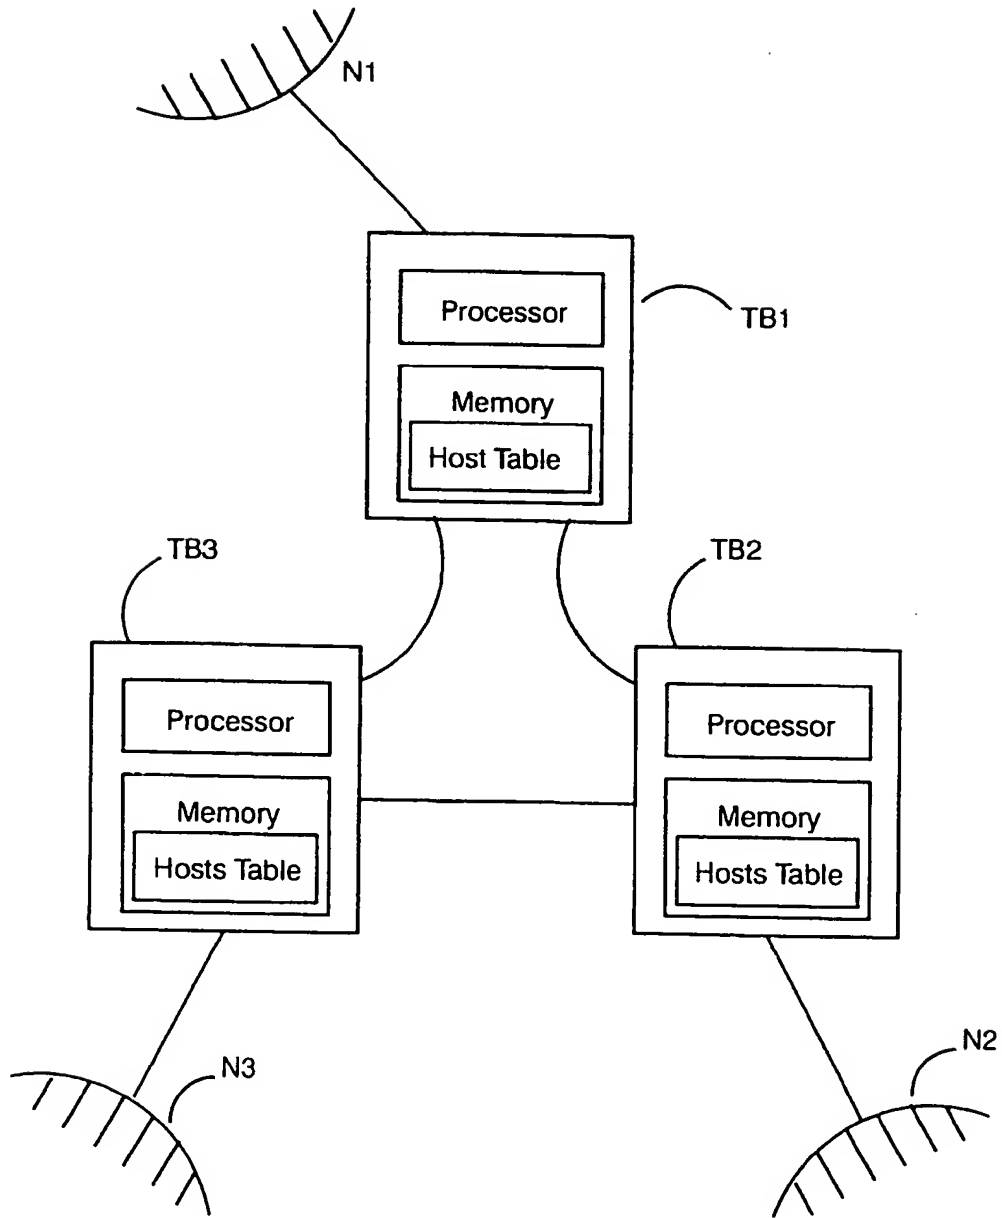 N1
Processor
TB1
Memory
Host Table
TB3
TB2
Processor
Memory
Hosts Table
Processor
Memory
Hosts Table
N3
N2